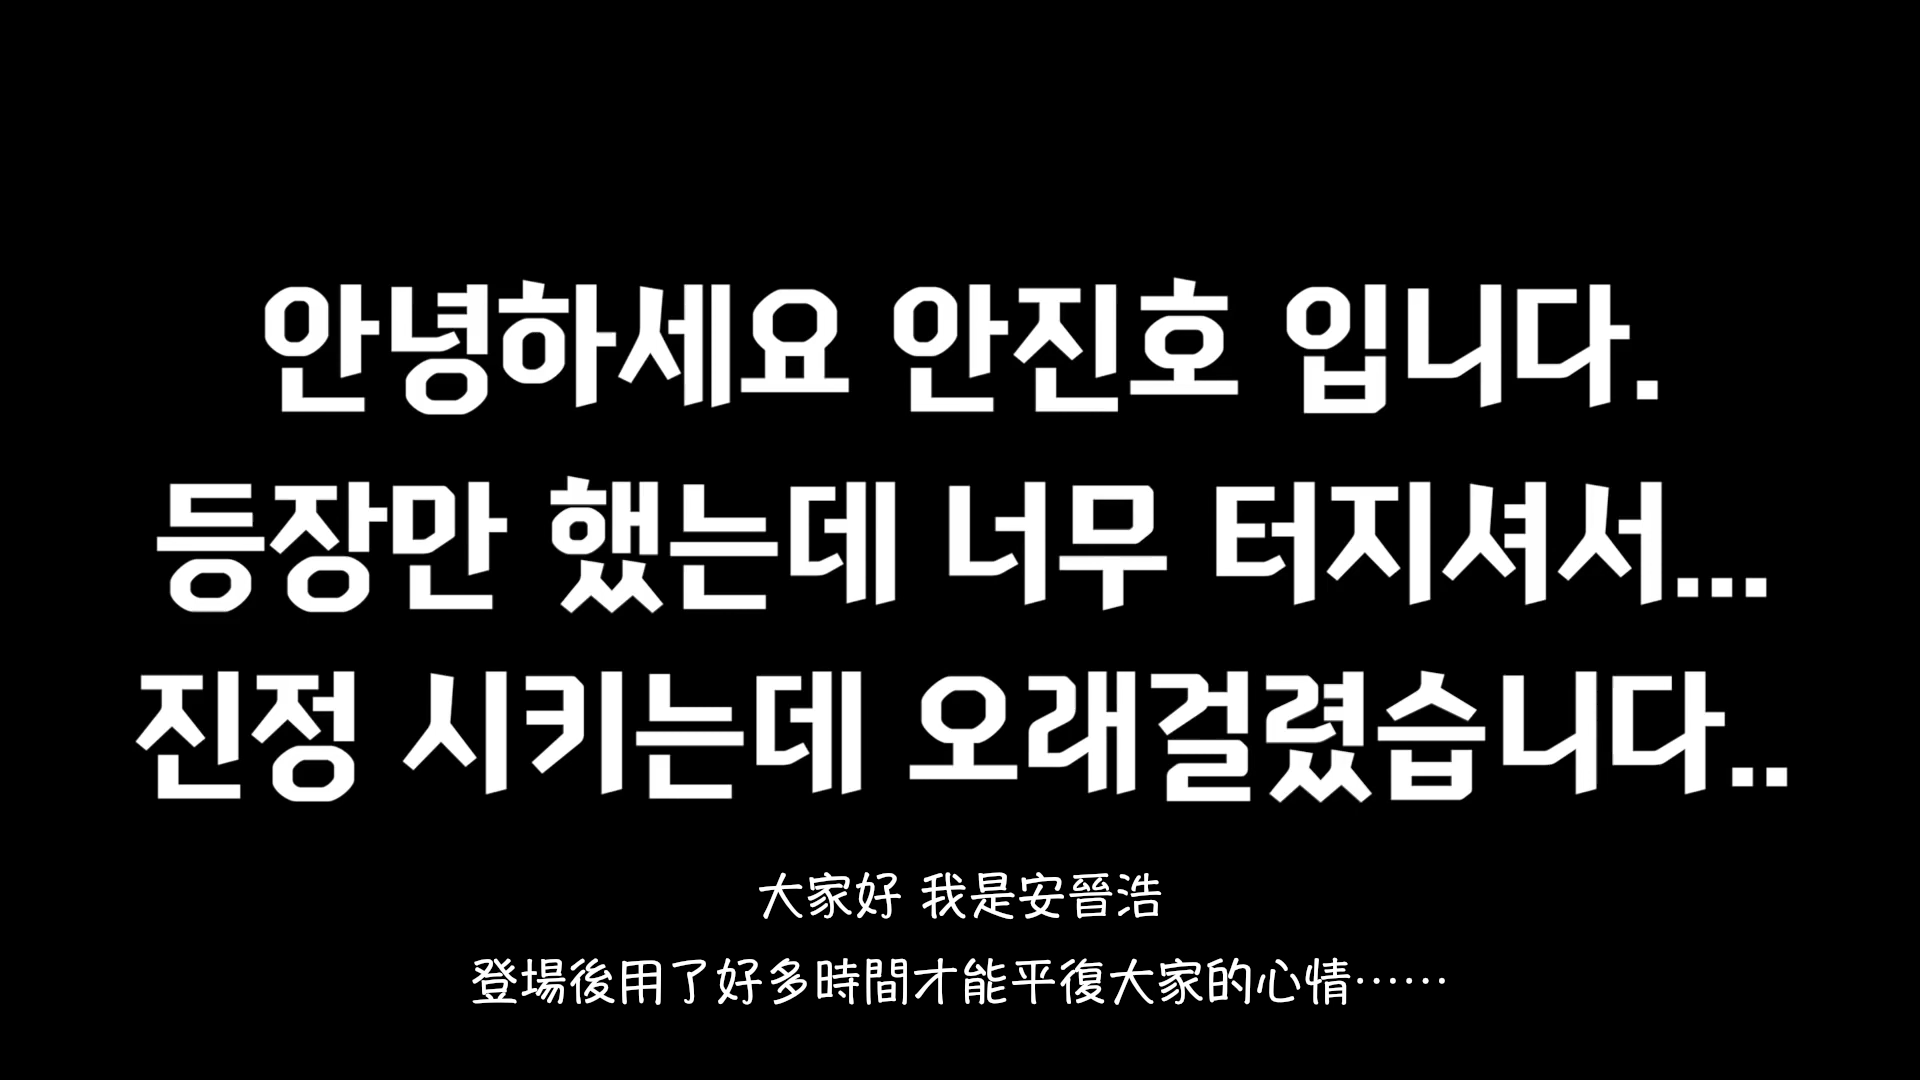 안녕하세요 안진호 입니다.
등장만 했는데 너무 터지셔서...
진정 시키는데 오래걸렸습니다..
大家好 我是安晉浩
登場後用了好多時間才能平復大家的心情⋯⋯